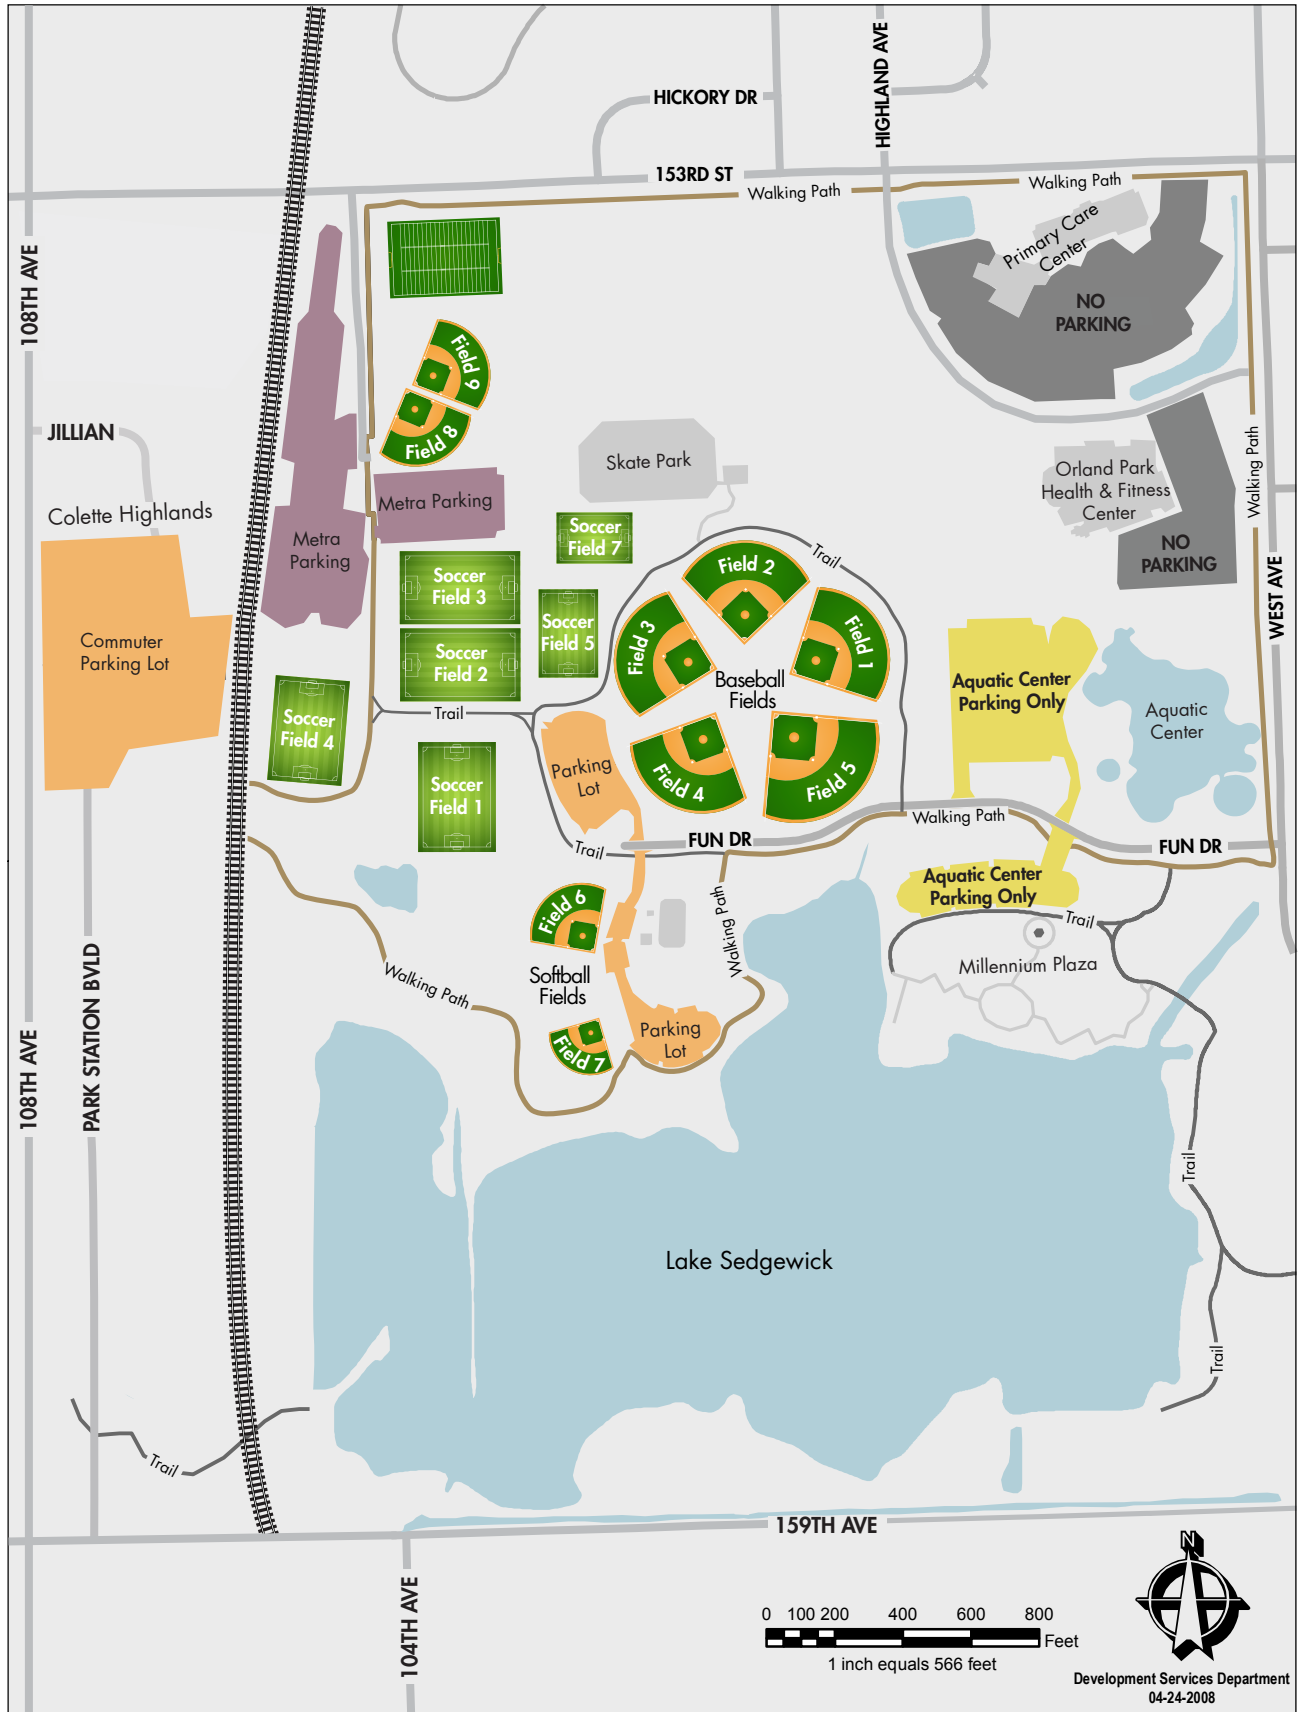 HICKORY DR
HIGHLAND AVE
153RD ST
Walking Path
Walking Path
108TH AVE
Primary Care
Center
NO
PARKING
Field 9
Field 8
JILLIAN
Colette Highlands
Metra Parking
Metra
Parking
Skate Park
Orland Park
Health & Fitness
Center
Walking Path
NO
PARKING
WEST AVE
Soccer
Field 7
Trail
Soccer
Field 3
Soccer
Field 5
Soccer
Field 2
Field 2
Field 3
Field 1
Baseball
Fields
Commuter
Parking Lot
Soccer
Field 4
Trail
Aquatic Center
Parking Only
Aquatic
Center
Parking
Lot
Field 4
Field 5
Soccer
Field 1
Walking Path
Trail
FUN DR
FUN DR
Aquatic Center
Parking Only
Trail
Field 6
Walking Path
Millennium Plaza
Walking Path
Softball
Fields
Parking
Lot
Field 7
PARK STATION BVLD
108TH AVE
Trail
Lake Sedgewick
Trail
Trail
159TH AVE
104TH AVE
N
0 100 200 400 600 800
Feet
1 inch equals 566 feet
Development Services Department
04-24-2008